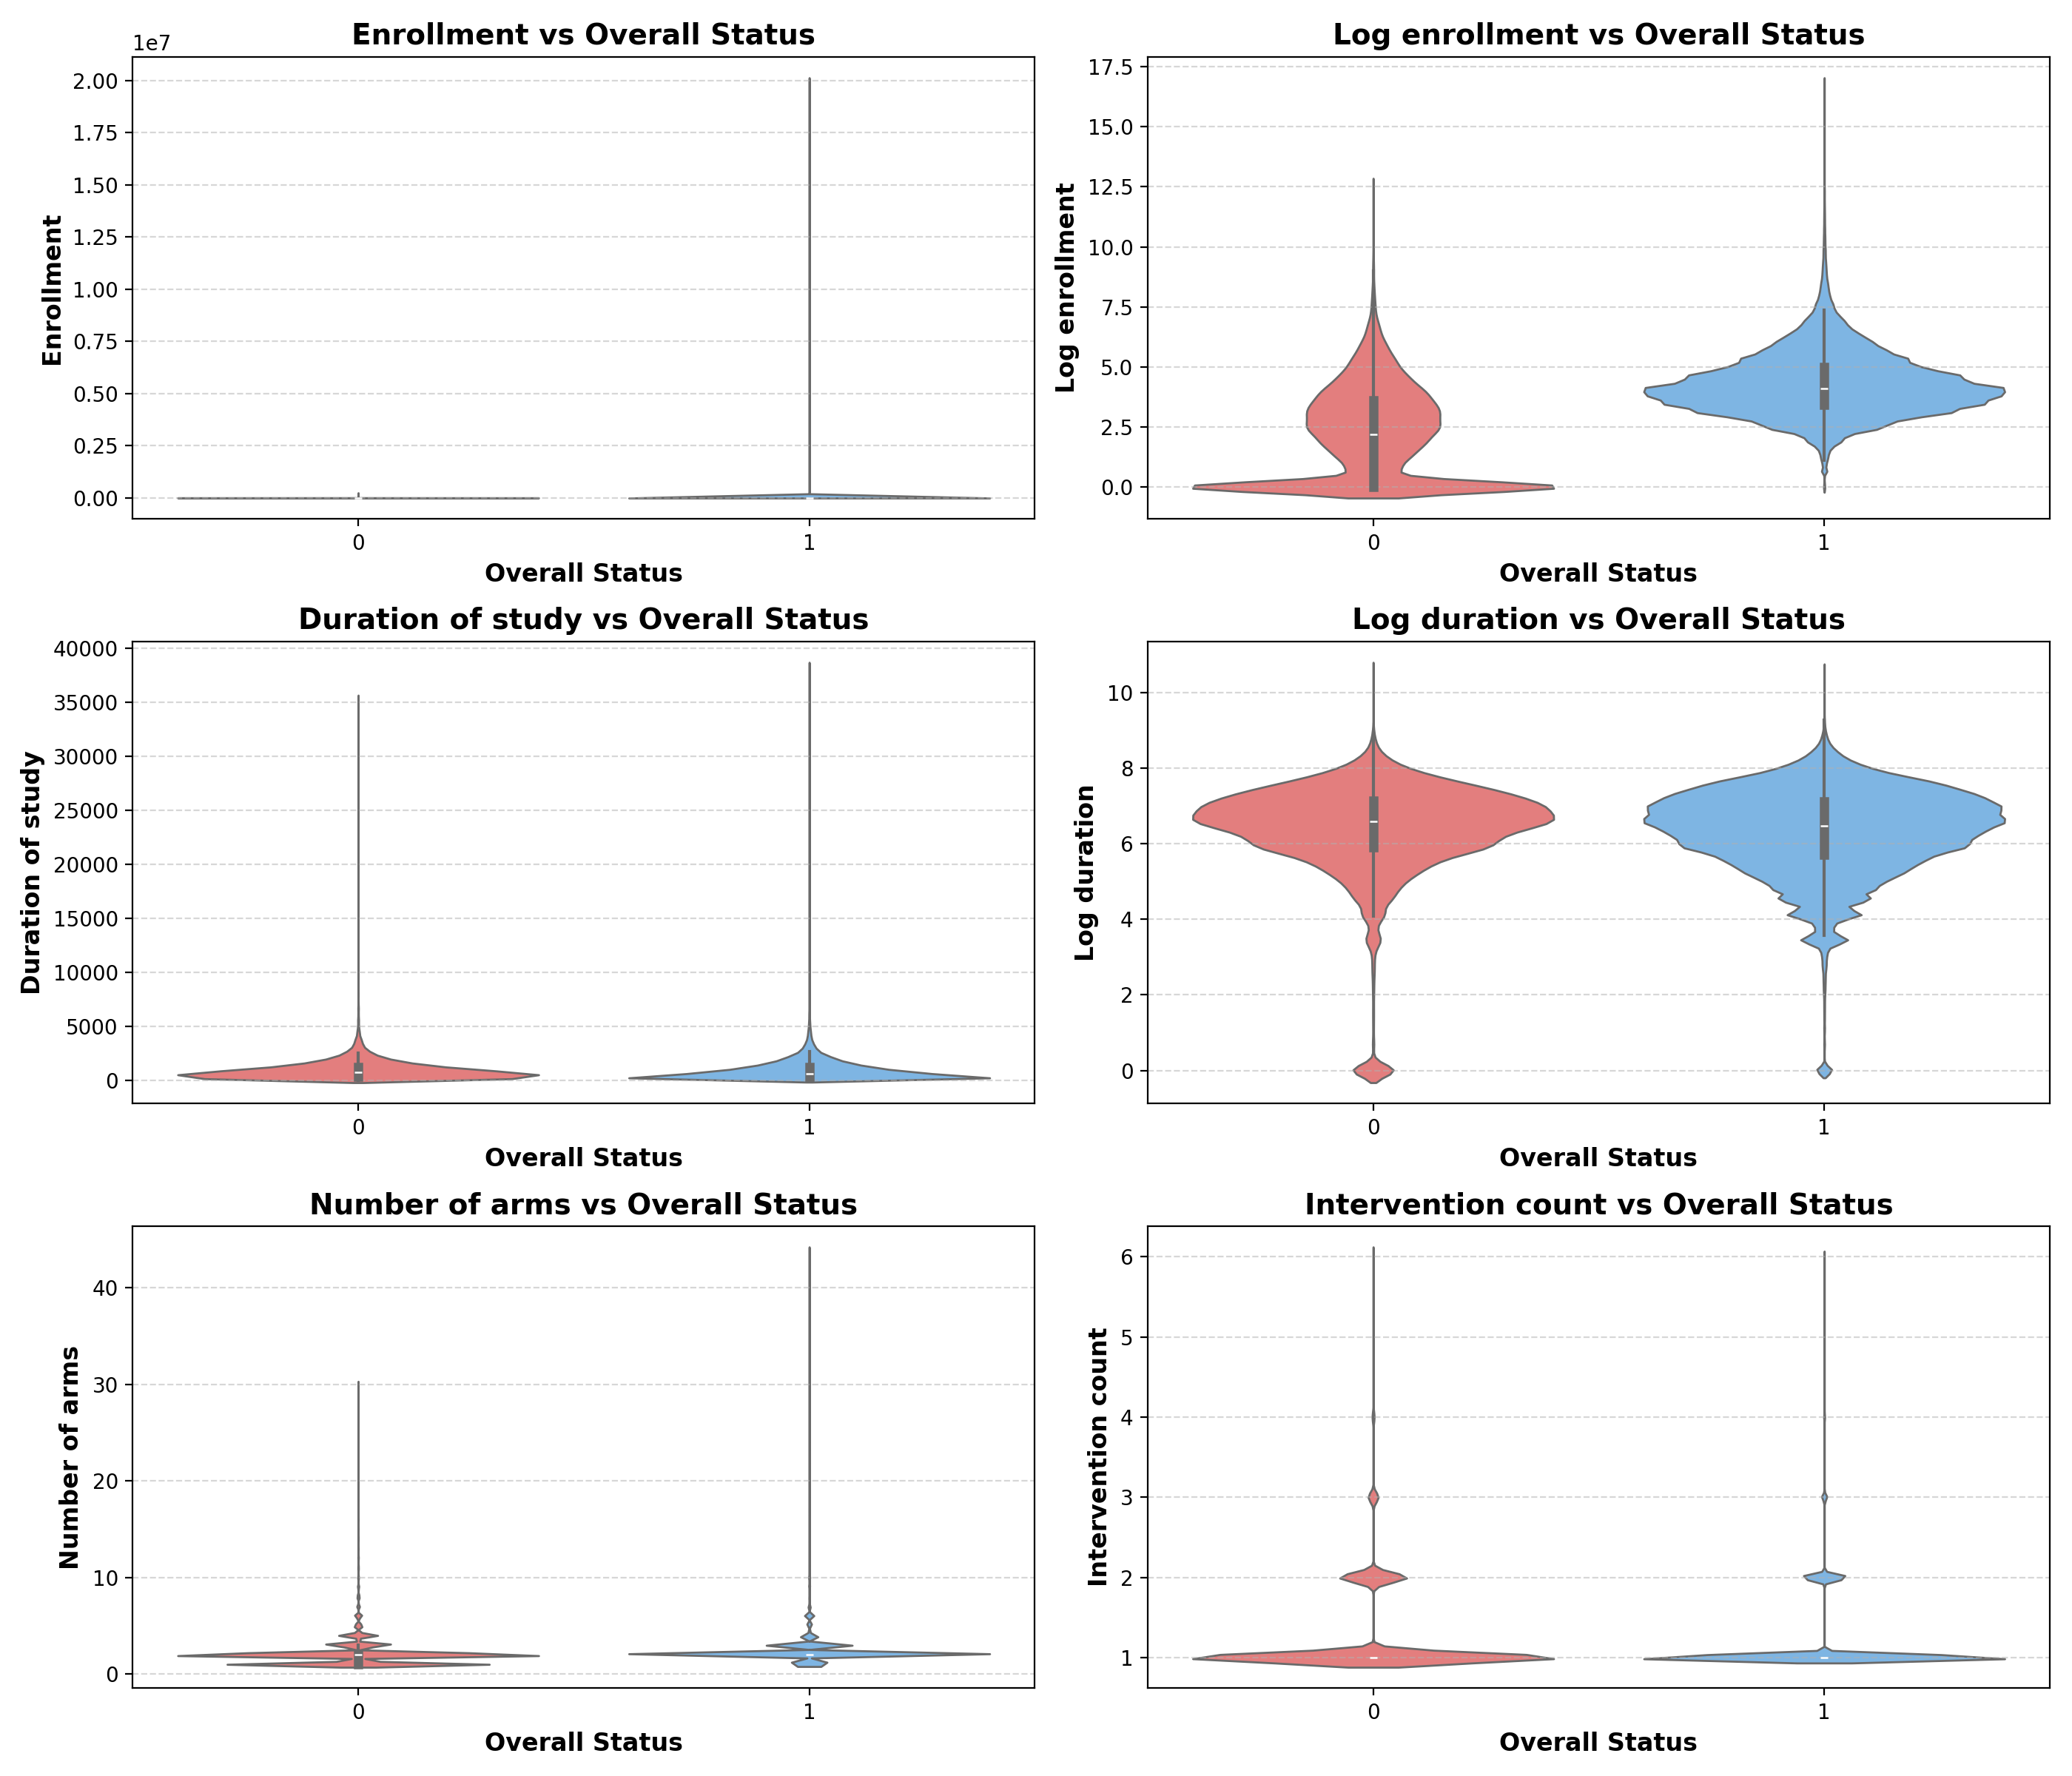 Enrollment vs Overall Status
1e7
2.00
1.75
1.50
1.25
1.00
0.75
0.50
0.25
0.00
Enrollment
0 1
Overall Status
Log enrollment vs Overall Status
17.5
15.0
12.5
10.0
7.5
5.0
2.5
0.0
Log enrollment
0 1
Overall Status
Duration of study vs Overall Status
40000
35000
30000
25000
20000
15000
10000
5000
0
Duration of study
0 1
Overall Status
Log duration vs Overall Status
10
8
6
4
2
0
Log duration
0 1
Overall Status
Number of arms vs Overall Status
40
30
20
10
0
Number of arms
0 1
Overall Status
Intervention count vs Overall Status
6
5
4
3
2
1
Intervention count
0 1
Overall Status